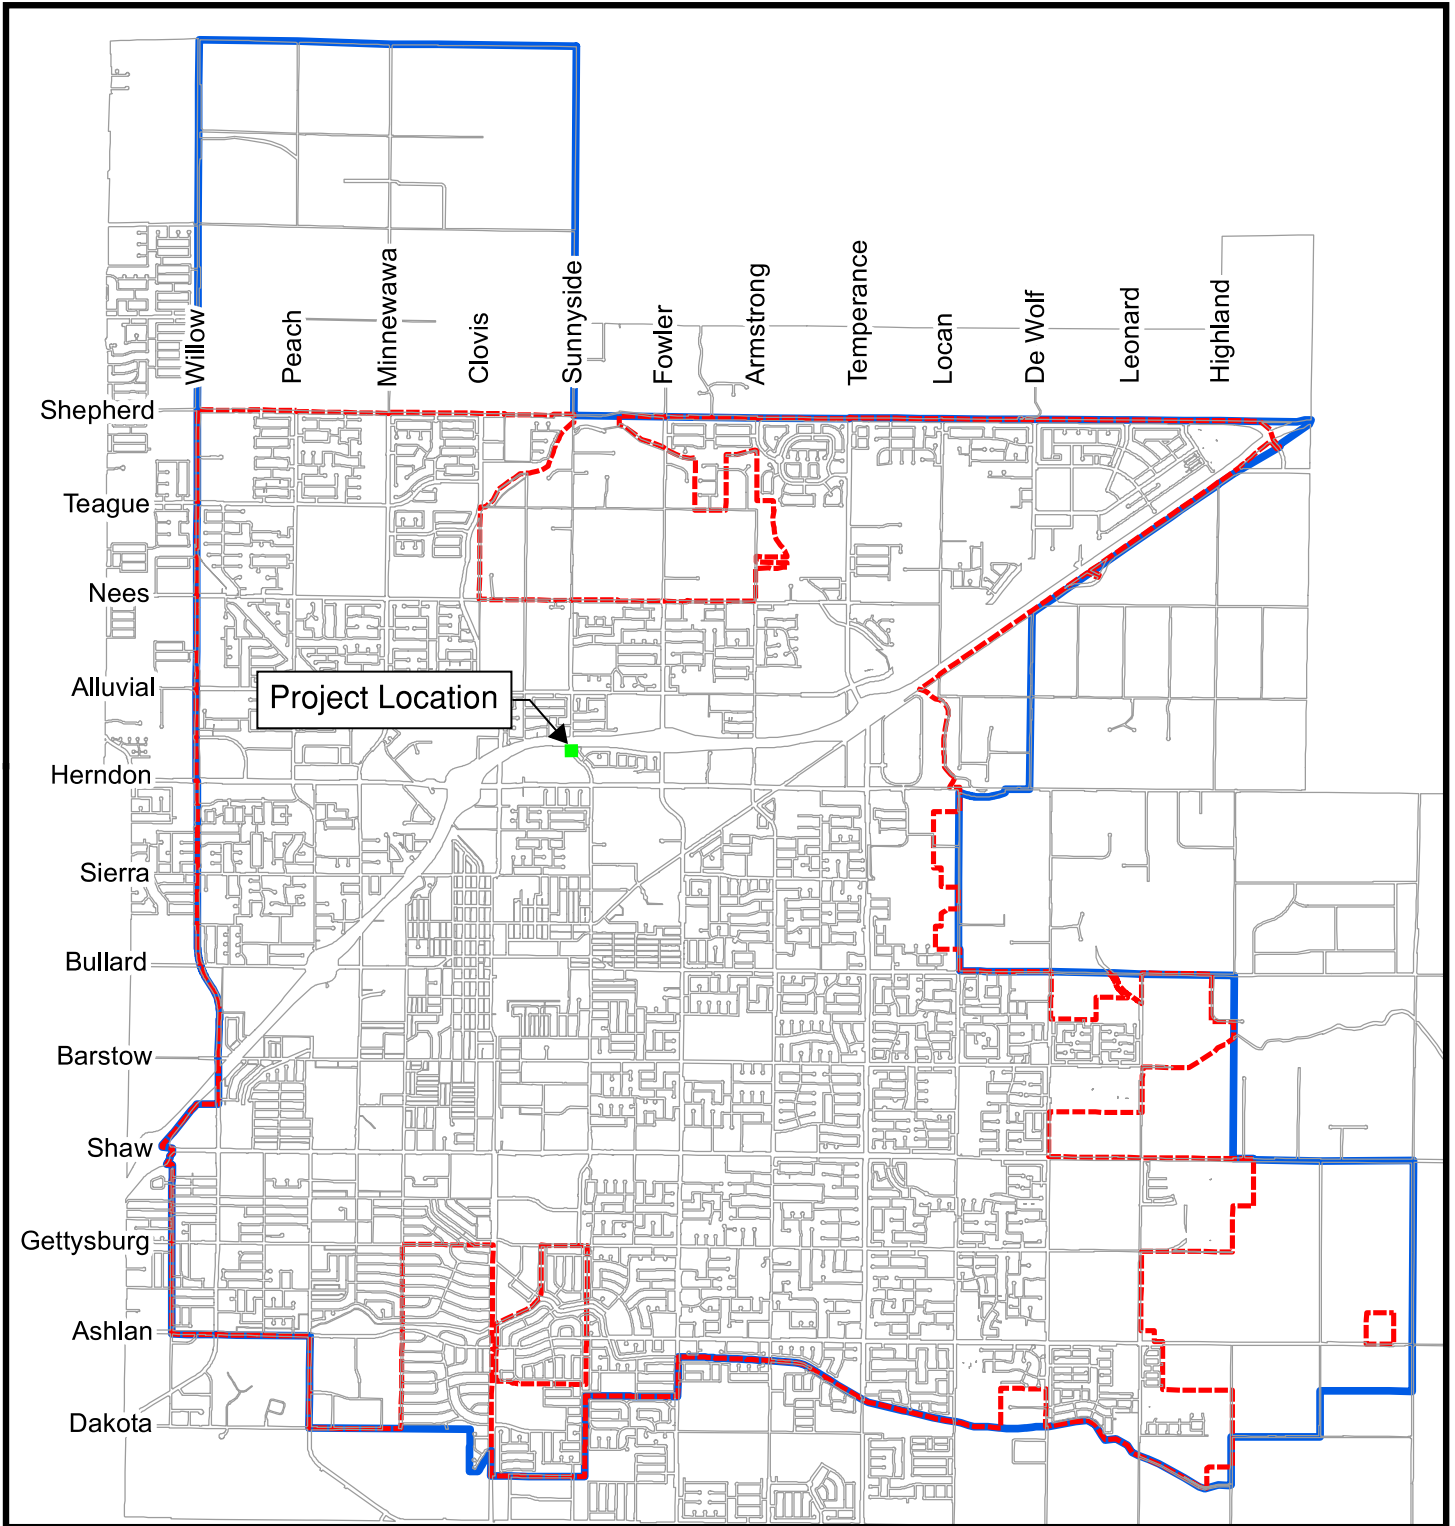 Willow
Peach
Minnewawa
Clovis
Sunnyside
Fowler
Armstrong
Temperance
Locan
De Wolf
Leonard
Highland
Shepherd
Teague
Nees
Alluvial
Project Location
Herndon
Sierra
Bullard
Barstow
Shaw
Gettysburg
Ashlan
Dakota